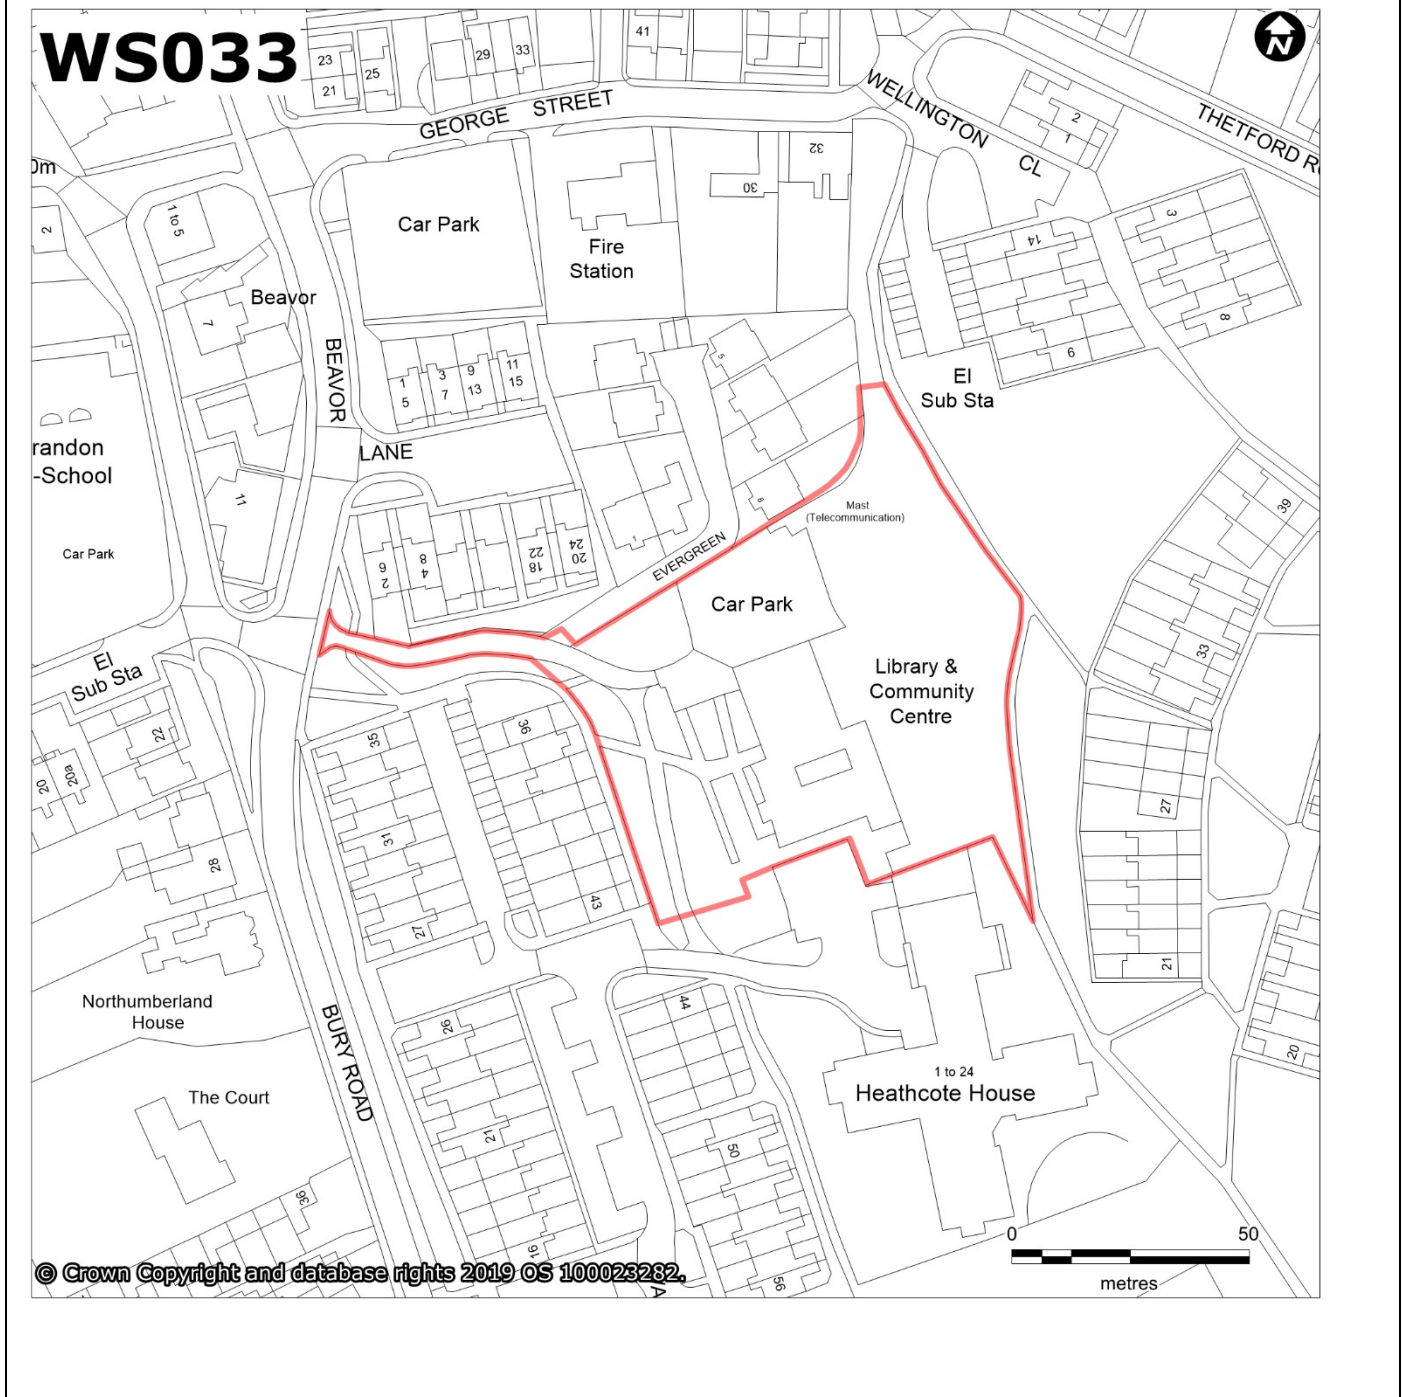 WS033
N
23
21
25
29
33
41
GEORGE STREET
WELLINGTON CL
THETFORD R
2
1
0m
2
1 to 5
Car Park
Fire
Station
30
32
14
3
8
6
Beavor
7
BEAVOR
LANE
1
5
3
7
9
13
11
15
5
El
Sub Sta
randon
-School
Car Park
11
2
6
4
8
18
22
20
24
1
8
EVERGREEN
Mast
(Telecommunication)
39
33
Car Park
Library &
Community
Centre
El
Sub Sta
22
20
20a
28
35
31
27
36
43
27
21
20
Northumberland
House
The Court
BURY ROAD
26
21
16
44
50
56
36
1 to 24
Heathcote House
0 50
metres
© Crown Copyright and database rights 2019 OS 100023282.